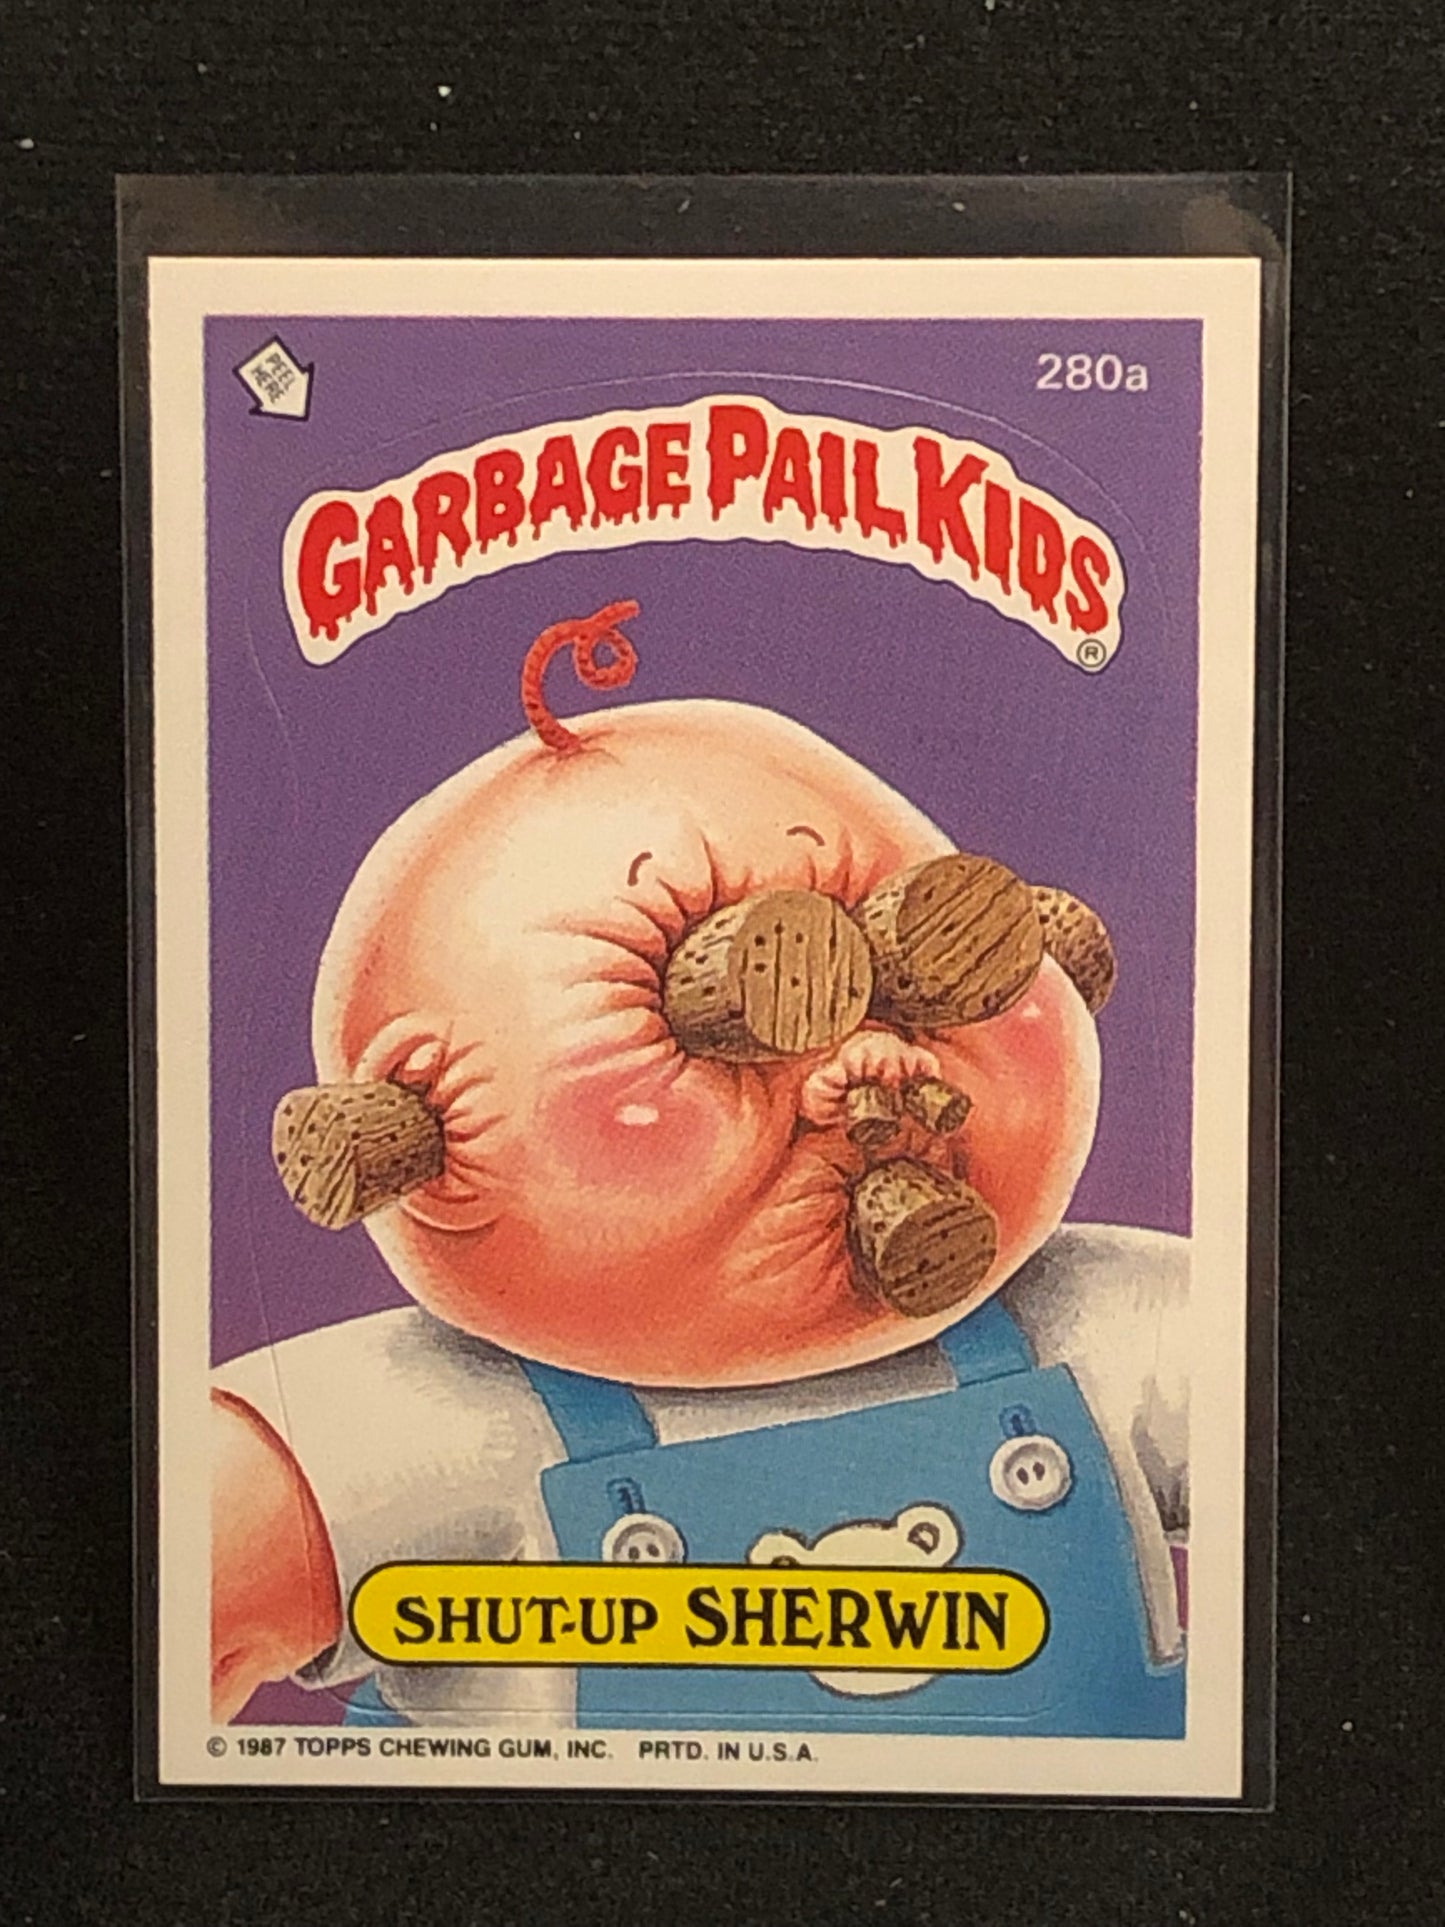 PEEL
HERE
280a
GARBAGE PAIL KIDS
®
SHUT-UP SHERWIN
© 1987 TOPPS CHEWING GUM, INC. PRTD. IN U.S.A.